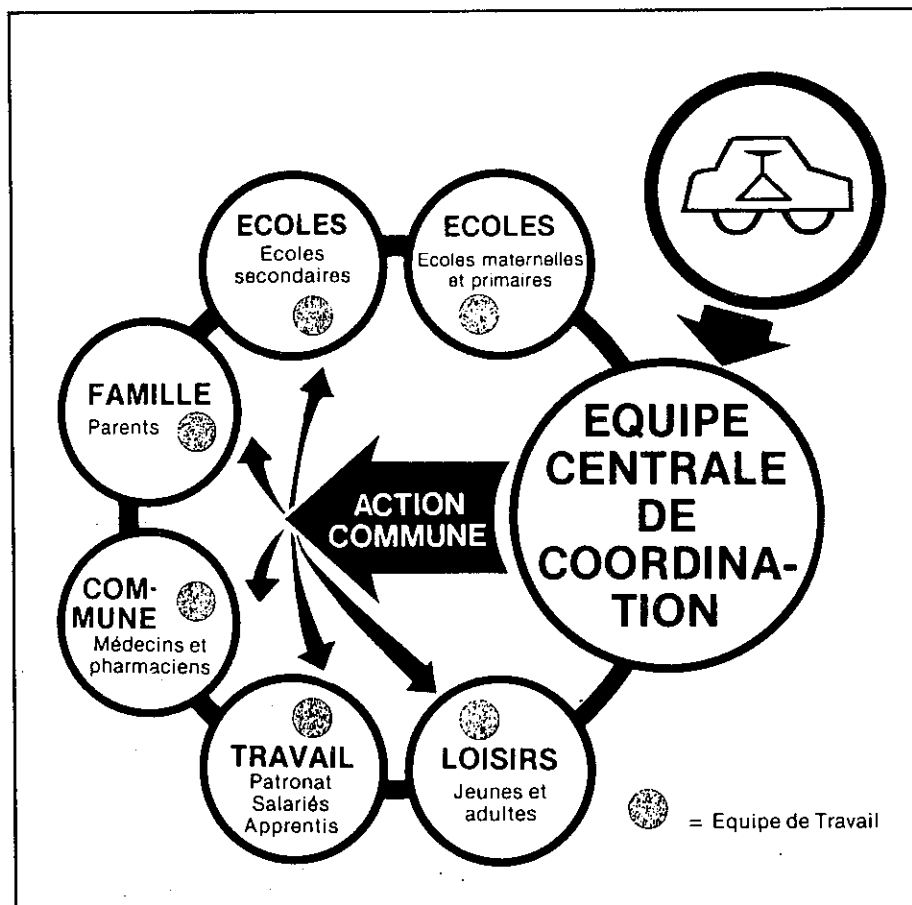 ECOLES
Ecoles
secondaires
ECOLES
Ecoles maternelles
et primaires
FAMILLE
Parents
EQUIPE
CENTRALE
DE
COORDINA-
TION
ACTION
COMMUNE
COM-
MUNE
Médecins et
pharmaciens
TRAVAIL
Patronat
Salariés
Apprentis
LOISIRS
Jeunes et
adultes
= Equipe de Travail